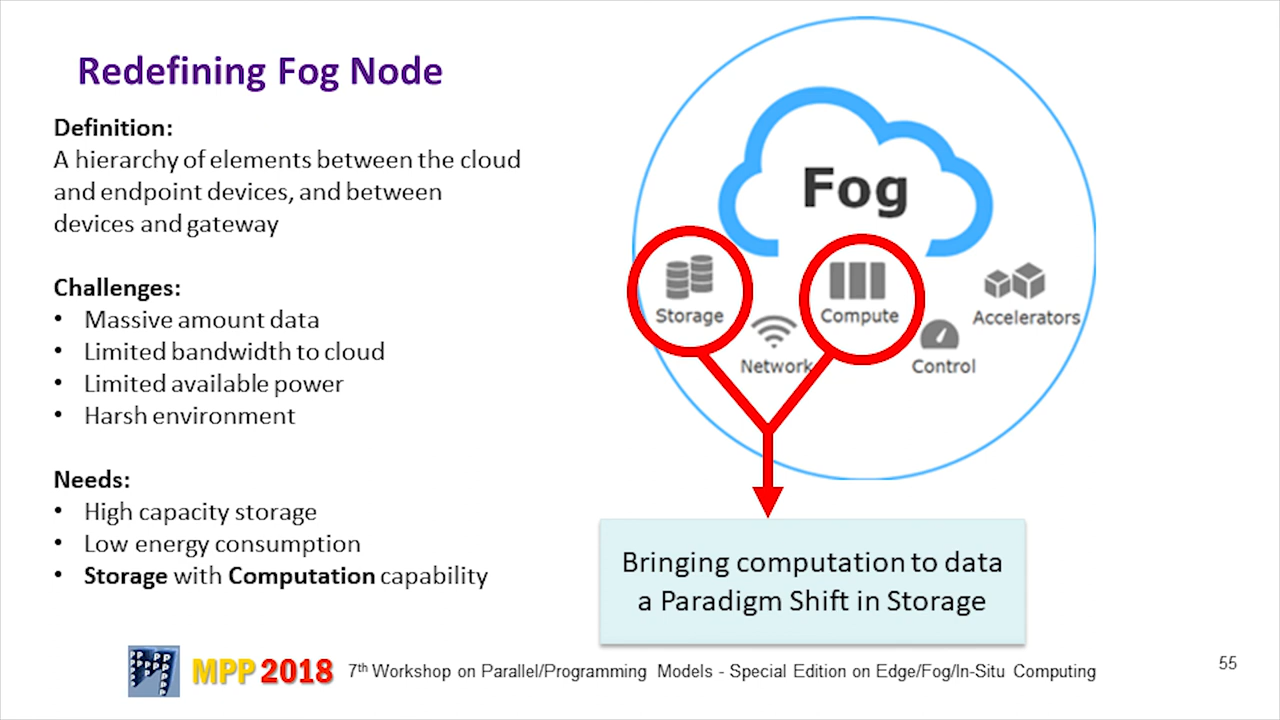 Redefining Fog Node
Definition:
A hierarchy of elements between the cloud
and endpoint devices, and between
devices and gateway
Challenges:
• Massive amount data
• Limited bandwidth to cloud
• Limited available power
• Harsh environment
Needs:
• High capacity storage
• Low energy consumption
• Storage with Computation capability
Fog
Storage
Compute
Accelerators
Network
Control
Bringing computation to data
a Paradigm Shift in Storage
MPP 2018 7th Workshop on Parallel/Programming Models - Special Edition on Edge/Fog/In-Situ Computing
55